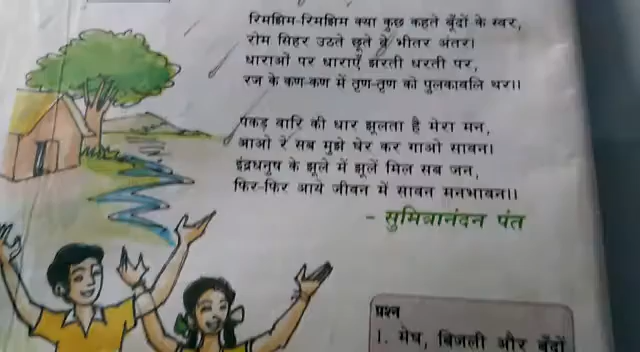 रिमझिम-रिमझिम क्या कुछ कहते बूँदों के स्वर,
रोम सिहर उठते छूते वे भीतर अंतर।
धाराओं पर धाराएँ झरती धरती पर,
रज के कण-कण में तृण-तृण को पुलकावलि थर।।
पकड़ वारि की धार झूलता है मेरा मन,
आओ रे सब मुझे घेर कर गाओ सावन।
इंद्रधनुष के झूले में झूलें मिल सब जन,
फिर-फिर आये जीवन में सावन मनभावन।।
- सुमित्रानंदन पंत
प्रश्न
1. मेघ, बिजली और बूँदों